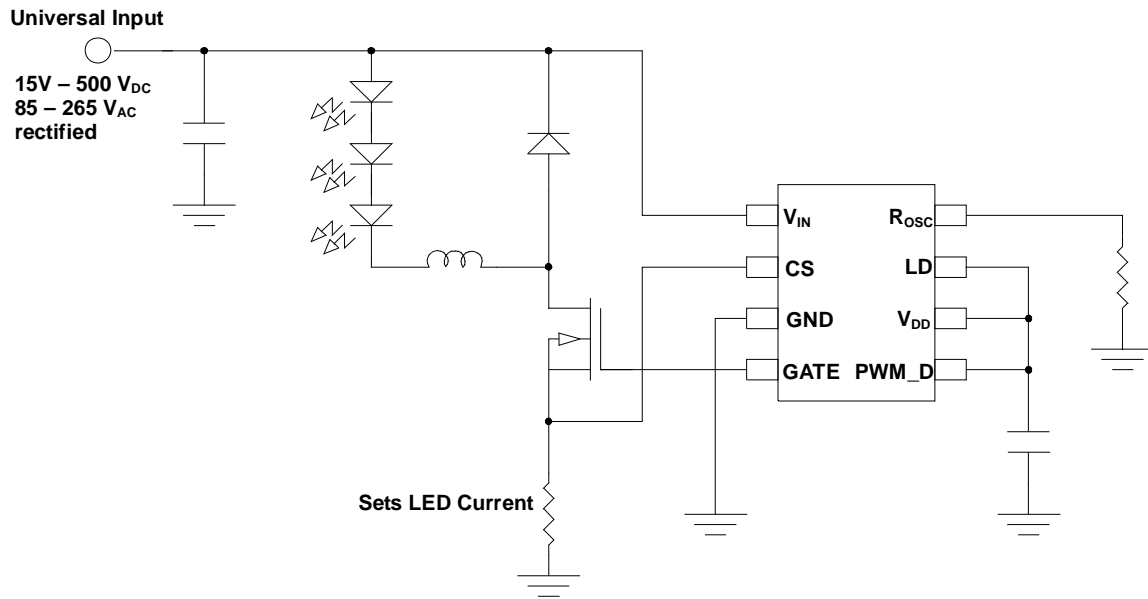 Universal Input
15V – 500 VDC
85 – 265 VAC
rectified
VIN
ROSC
CS
LD
GND
VDD
GATE
PWM_D
Sets LED Current